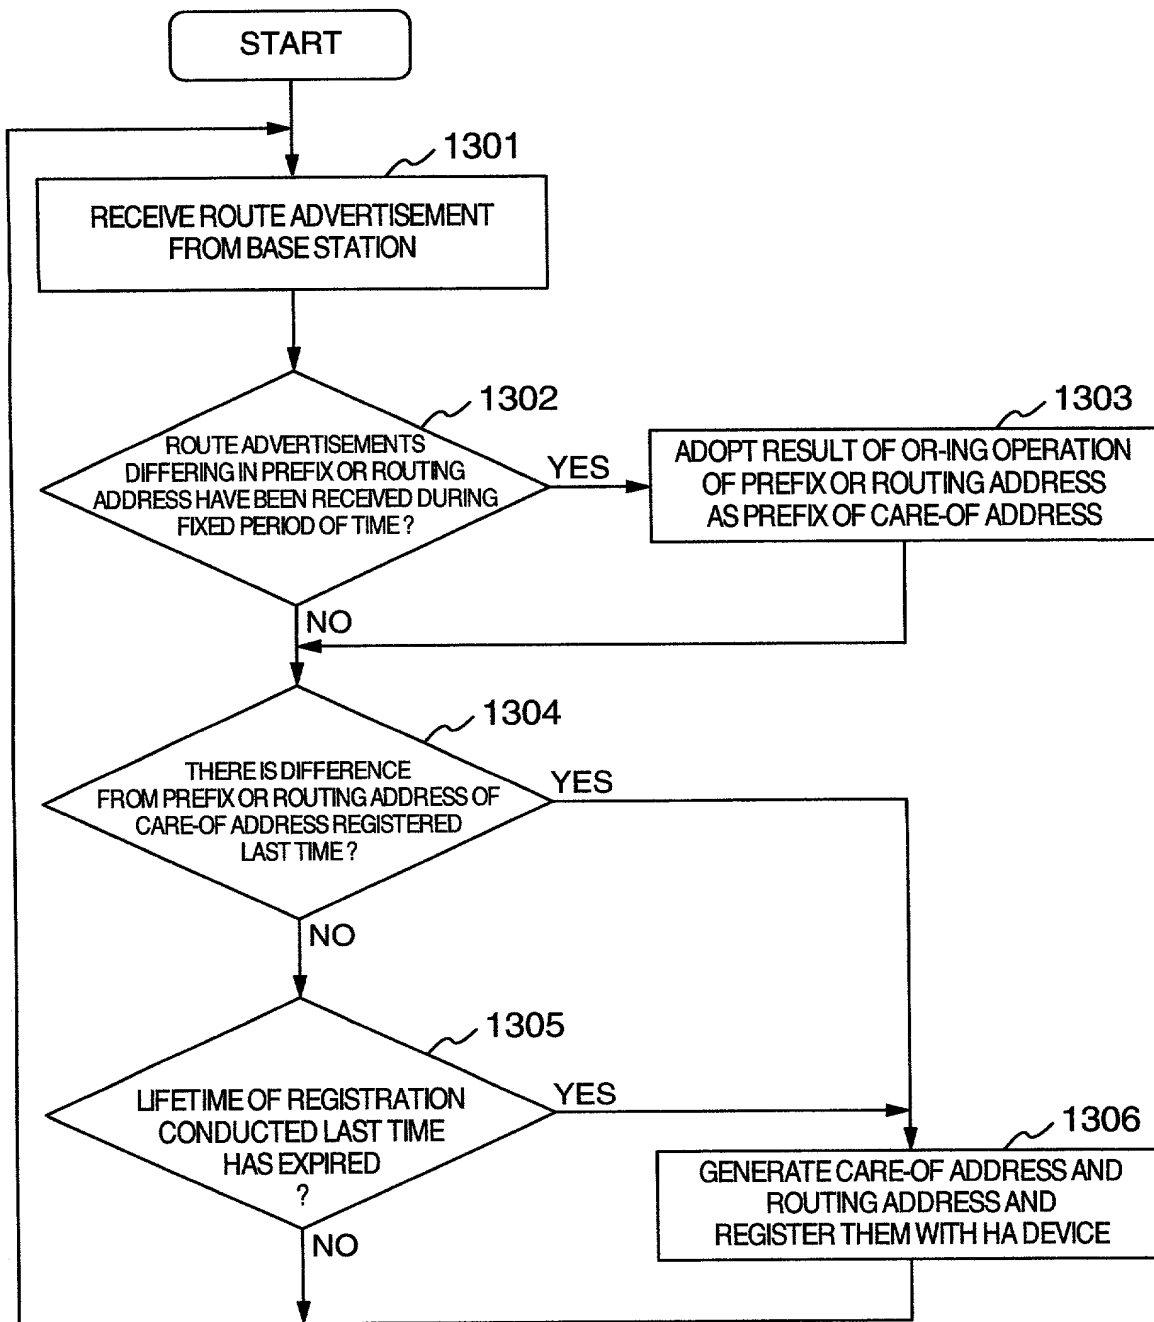 START
1301
RECEIVE ROUTE ADVERTISEMENT
FROM BASE STATION
1302
ROUTE ADVERTISEMENTS
DIFFERING IN PREFIX OR ROUTING
ADDRESS HAVE BEEN RECEIVED DURING
FIXED PERIOD OF TIME ?
YES
1303
ADOPT RESULT OF OR-ING OPERATION
OF PREFIX OR ROUTING ADDRESS
AS PREFIX OF CARE-OF ADDRESS
NO
1304
THERE IS DIFFERENCE
FROM PREFIX OR ROUTING ADDRESS OF
CARE-OF ADDRESS REGISTERED
LAST TIME ?
YES
NO
1305
LIFETIME OF REGISTRATION
CONDUCTED LAST TIME
HAS EXPIRED
?
YES
1306
GENERATE CARE-OF ADDRESS AND
ROUTING ADDRESS AND
REGISTER THEM WITH HA DEVICE
NO